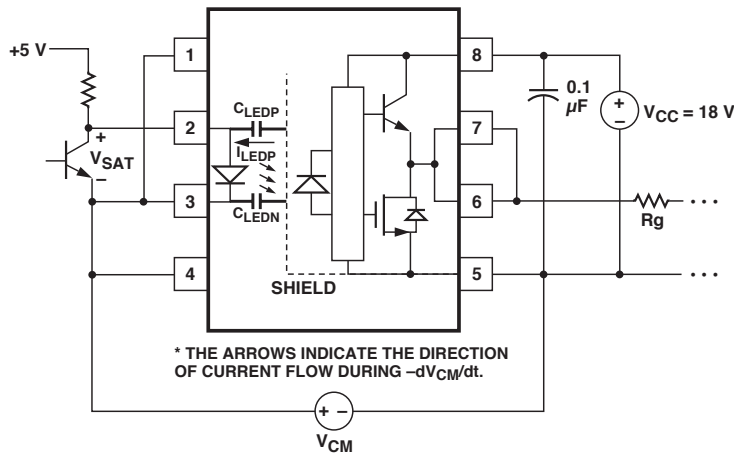 +5 V
1
2
3
4
+
V_SAT
–
C_LEDP
I_LEDP
C_LEDN
SHIELD
8
7
6
5
0.1
µF
+
–
V_CC = 18 V
Rg
• • •
• • •
* THE ARROWS INDICATE THE DIRECTION
OF CURRENT FLOW DURING –dV_CM/dt.
+ –
V_CM